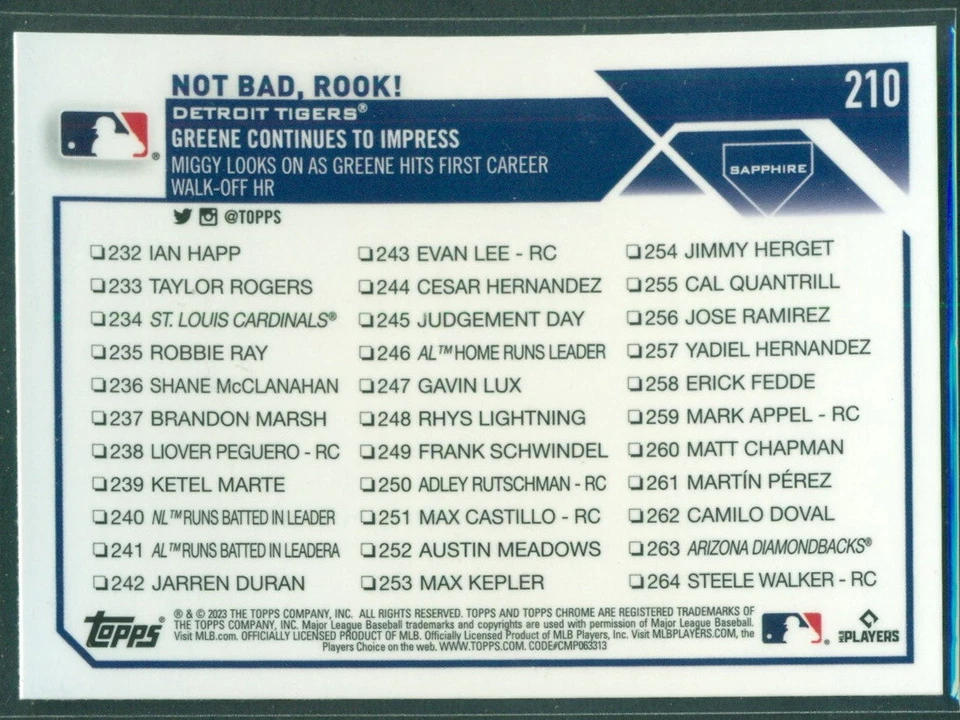 NOT BAD, ROOK!
210
DETROIT TIGERS®
GREENE CONTINUES TO IMPRESS
MIGGY LOOKS ON AS GREENE HITS FIRST CAREER
WALK-OFF HR
SAPPHIRE
@TOPPS
232 IAN HAPP
233 TAYLOR ROGERS
234 ST. LOUIS CARDINALS®
235 ROBBIE RAY
236 SHANE McCLANAHAN
237 BRANDON MARSH
238 LIOVER PEGUERO - RC
239 KETEL MARTE
240 NL™ RUNS BATTED IN LEADER
241 AL™ RUNS BATTED IN LEADERA
242 JARREN DURAN
243 EVAN LEE - RC
244 CESAR HERNANDEZ
245 JUDGEMENT DAY
246 AL™ HOME RUNS LEADER
247 GAVIN LUX
248 RHYS LIGHTNING
249 FRANK SCHWINDEL
250 ADLEY RUTSCHMAN - RC
251 MAX CASTILLO - RC
252 AUSTIN MEADOWS
253 MAX KEPLER
254 JIMMY HERGET
255 CAL QUANTRILL
256 JOSE RAMIREZ
257 YADIEL HERNANDEZ
258 ERICK FEDDE
259 MARK APPEL - RC
260 MATT CHAPMAN
261 MARTÍN PÉREZ
262 CAMILO DOVAL
263 ARIZONA DIAMONDBACKS®
264 STEELE WALKER - RC
Topps®
® & © 2023 THE TOPPS COMPANY, INC. ALL RIGHTS RESERVED. TOPPS AND TOPPS CHROME ARE REGISTERED TRADEMARKS OF
THE TOPPS COMPANY, INC. Major League Baseball trademarks and copyrights are used with permission of Major League Baseball.
Visit MLB.com. OFFICIALLY LICENSED PRODUCT OF MLB. Officially Licensed Product of MLB Players, Inc. Visit MLBPLAYERS.COM, the
Players Choice on the web. WWW.TOPPS.COM. CODE#CMP063313
MLB PLAYERS